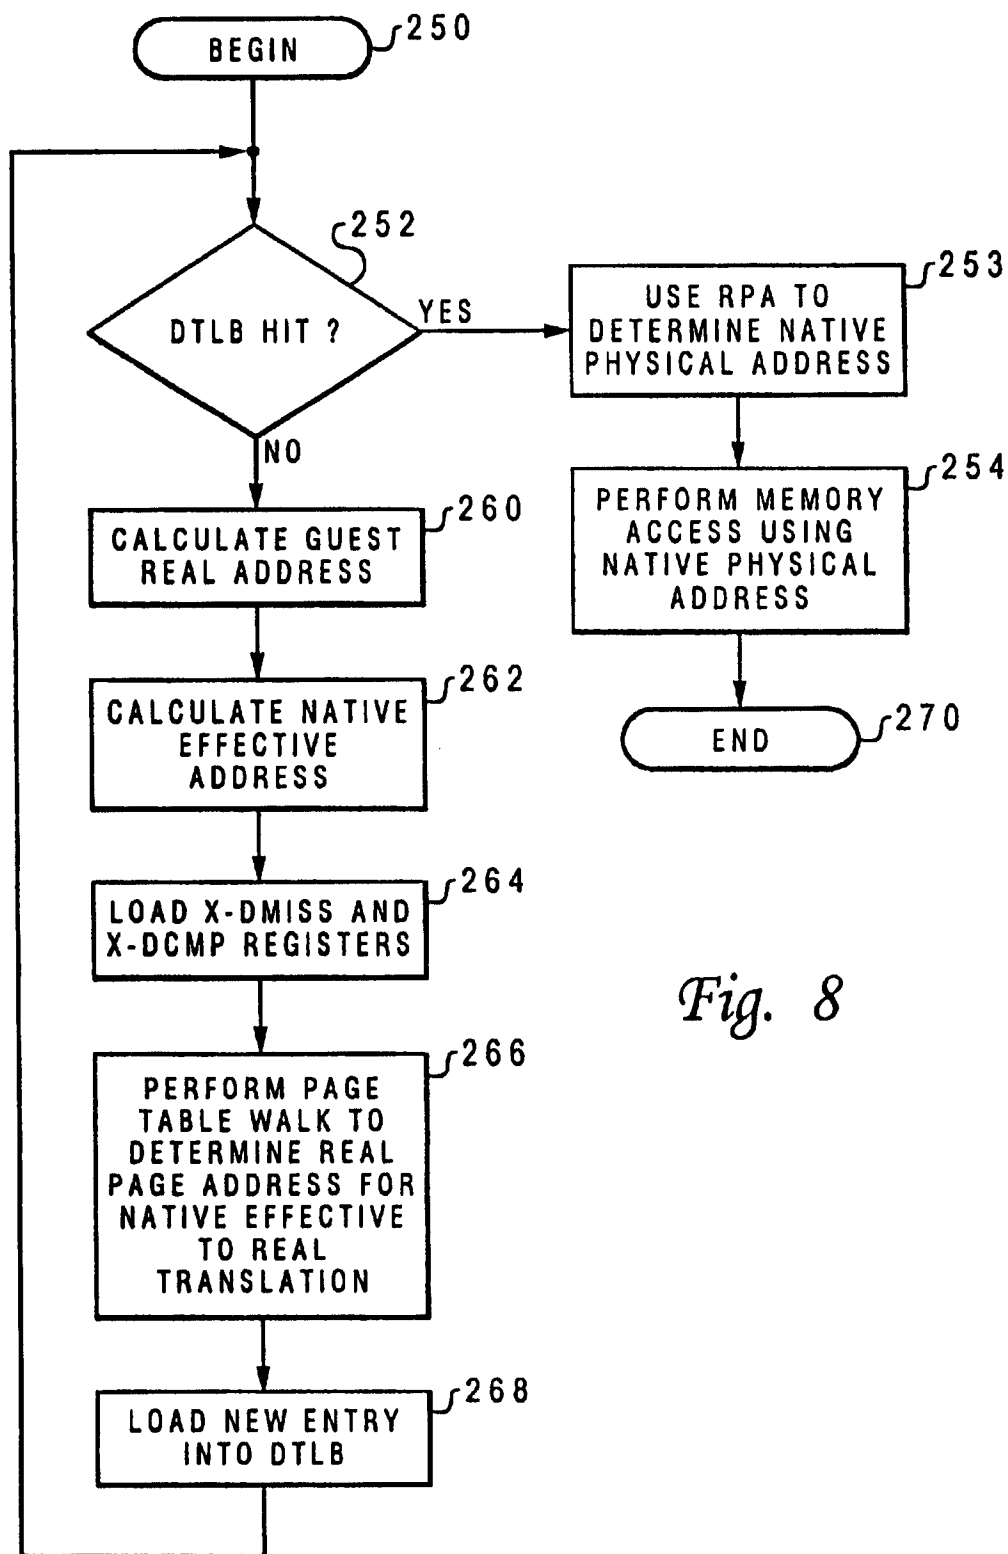 BEGIN
250
252
DTLB HIT ?
YES
NO
253
USE RPA TO
DETERMINE NATIVE
PHYSICAL ADDRESS
254
PERFORM MEMORY
ACCESS USING
NATIVE PHYSICAL
ADDRESS
END
270
260
CALCULATE GUEST
REAL ADDRESS
262
CALCULATE NATIVE
EFFECTIVE
ADDRESS
264
LOAD X-DMISS AND
X-DCMP REGISTERS
266
PERFORM PAGE
TABLE WALK TO
DETERMINE REAL
PAGE ADDRESS FOR
NATIVE EFFECTIVE
TO REAL
TRANSLATION
268
LOAD NEW ENTRY
INTO DTLB
Fig. 8